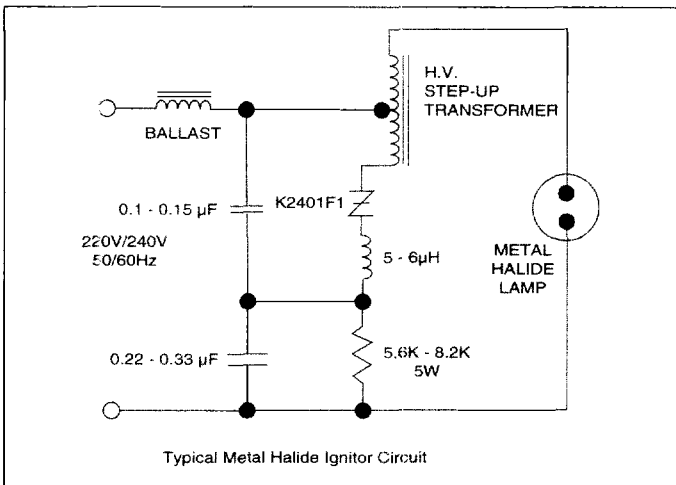 H.V.
STEP-UP
TRANSFORMER
BALLAST
0.1 - 0.15 µF
K2401F1
220V/240V
50/60Hz
5 - 6µH
METAL
HALIDE
LAMP
0.22 - 0.33 µF
5.6K - 8.2K
5W
Typical Metal Halide Ignitor Circuit